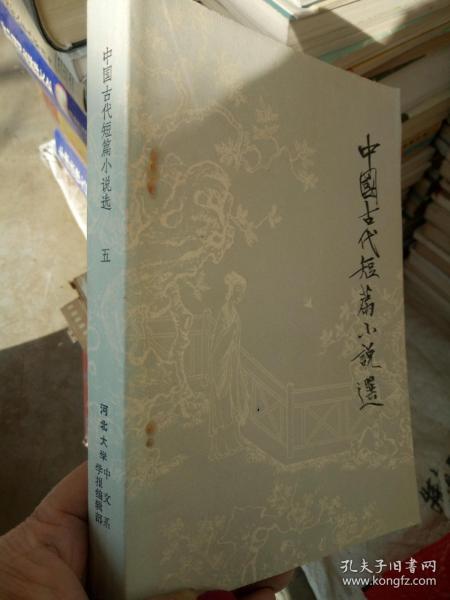 中国古代短篇小说选 五
河北大学中文系
学报编辑部
中國古代短篇小說選
孔夫子旧书网
www.kongfz.com